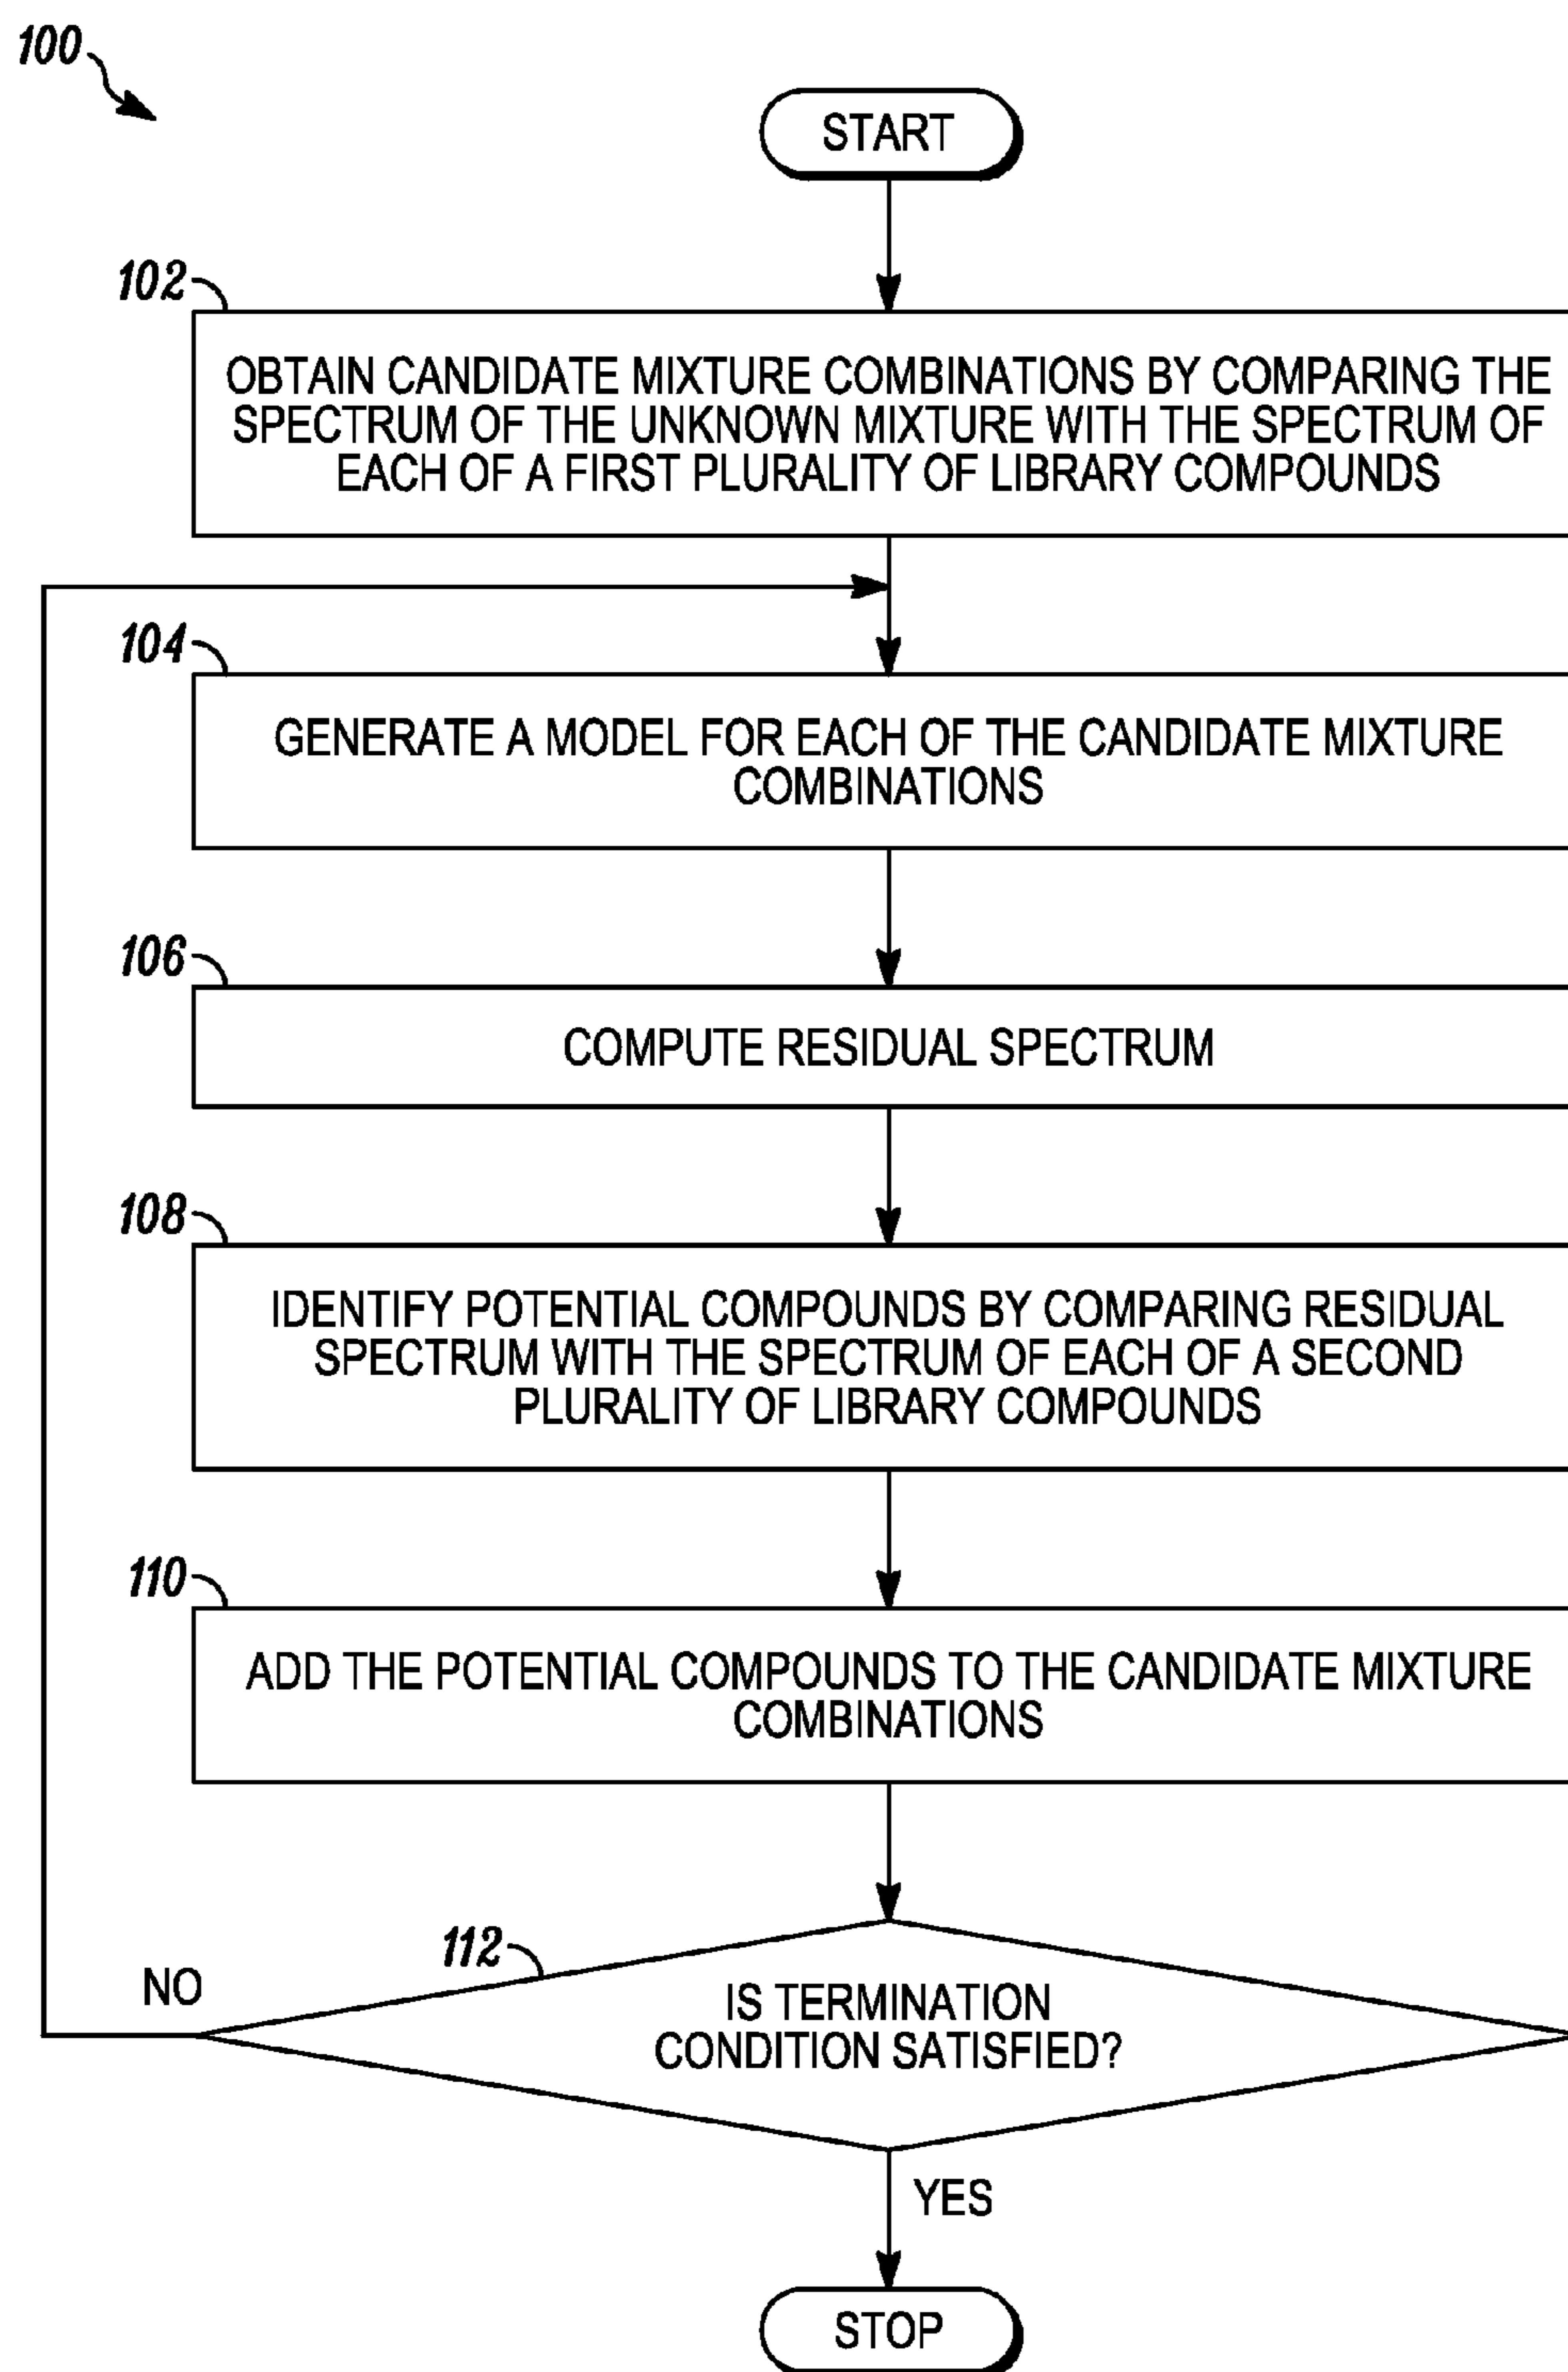 100
START
102
OBTAIN CANDIDATE MIXTURE COMBINATIONS BY COMPARING THE
SPECTRUM OF THE UNKNOWN MIXTURE WITH THE SPECTRUM OF
EACH OF A FIRST PLURALITY OF LIBRARY COMPOUNDS
104
GENERATE A MODEL FOR EACH OF THE CANDIDATE MIXTURE
COMBINATIONS
106
COMPUTE RESIDUAL SPECTRUM
108
IDENTIFY POTENTIAL COMPOUNDS BY COMPARING RESIDUAL
SPECTRUM WITH THE SPECTRUM OF EACH OF A SECOND
PLURALITY OF LIBRARY COMPOUNDS
110
ADD THE POTENTIAL COMPOUNDS TO THE CANDIDATE MIXTURE
COMBINATIONS
112
NO
IS TERMINATION
CONDITION SATISFIED?
YES
STOP